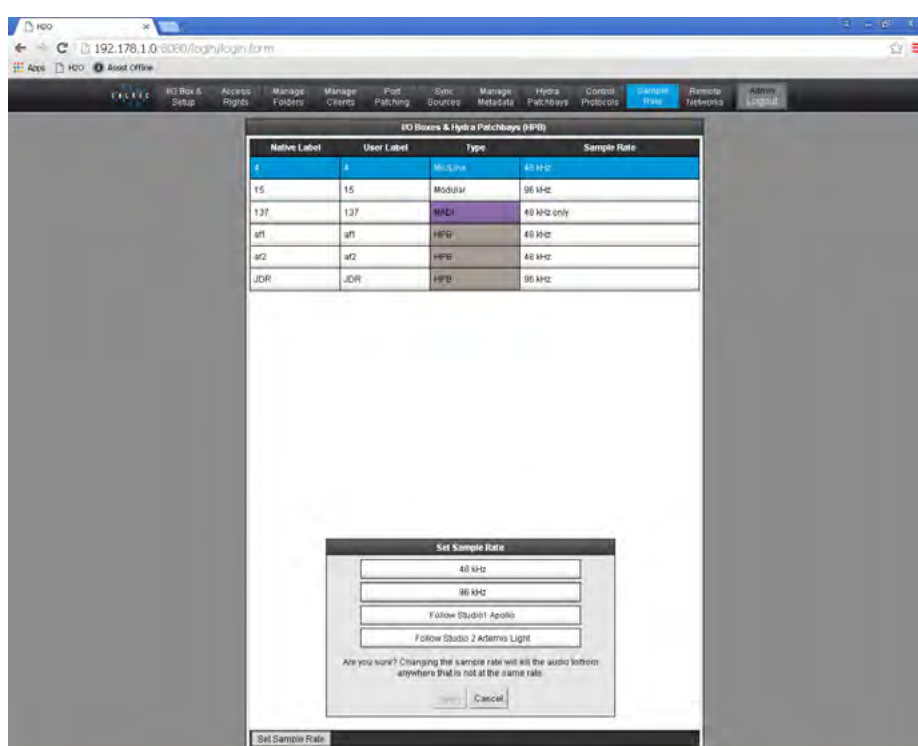 H2O
192.178.1.0:8080/login/login.form
Apps H2O Assist Offline
CALREC
I/O Box & Setup Access Rights Manage Folders Manage Clients Port Patching Sync Sources Manage Metadata Hydra Patchbays Control Protocols Sample Rate Remote Networks Admin Logout
I/O Boxes & Hydra Patchbays (HPB)
Native Label User Label Type Sample Rate
4 4 Mic/Line 48 kHz
15 15 Modular 96 kHz
137 137 MADI 48 kHz only
af1 af1 HPB 48 kHz
af2 af2 HPB 48 kHz
JDR JDR HPB 96 kHz
Set Sample Rate
48 kHz
96 kHz
Follow Studio1 Apollo
Follow Studio 2 Artemis Light
Are you sure? Changing the sample rate will kill the audio to/from
anywhere that is not at the same rate.
Cancel
Set Sample Rate